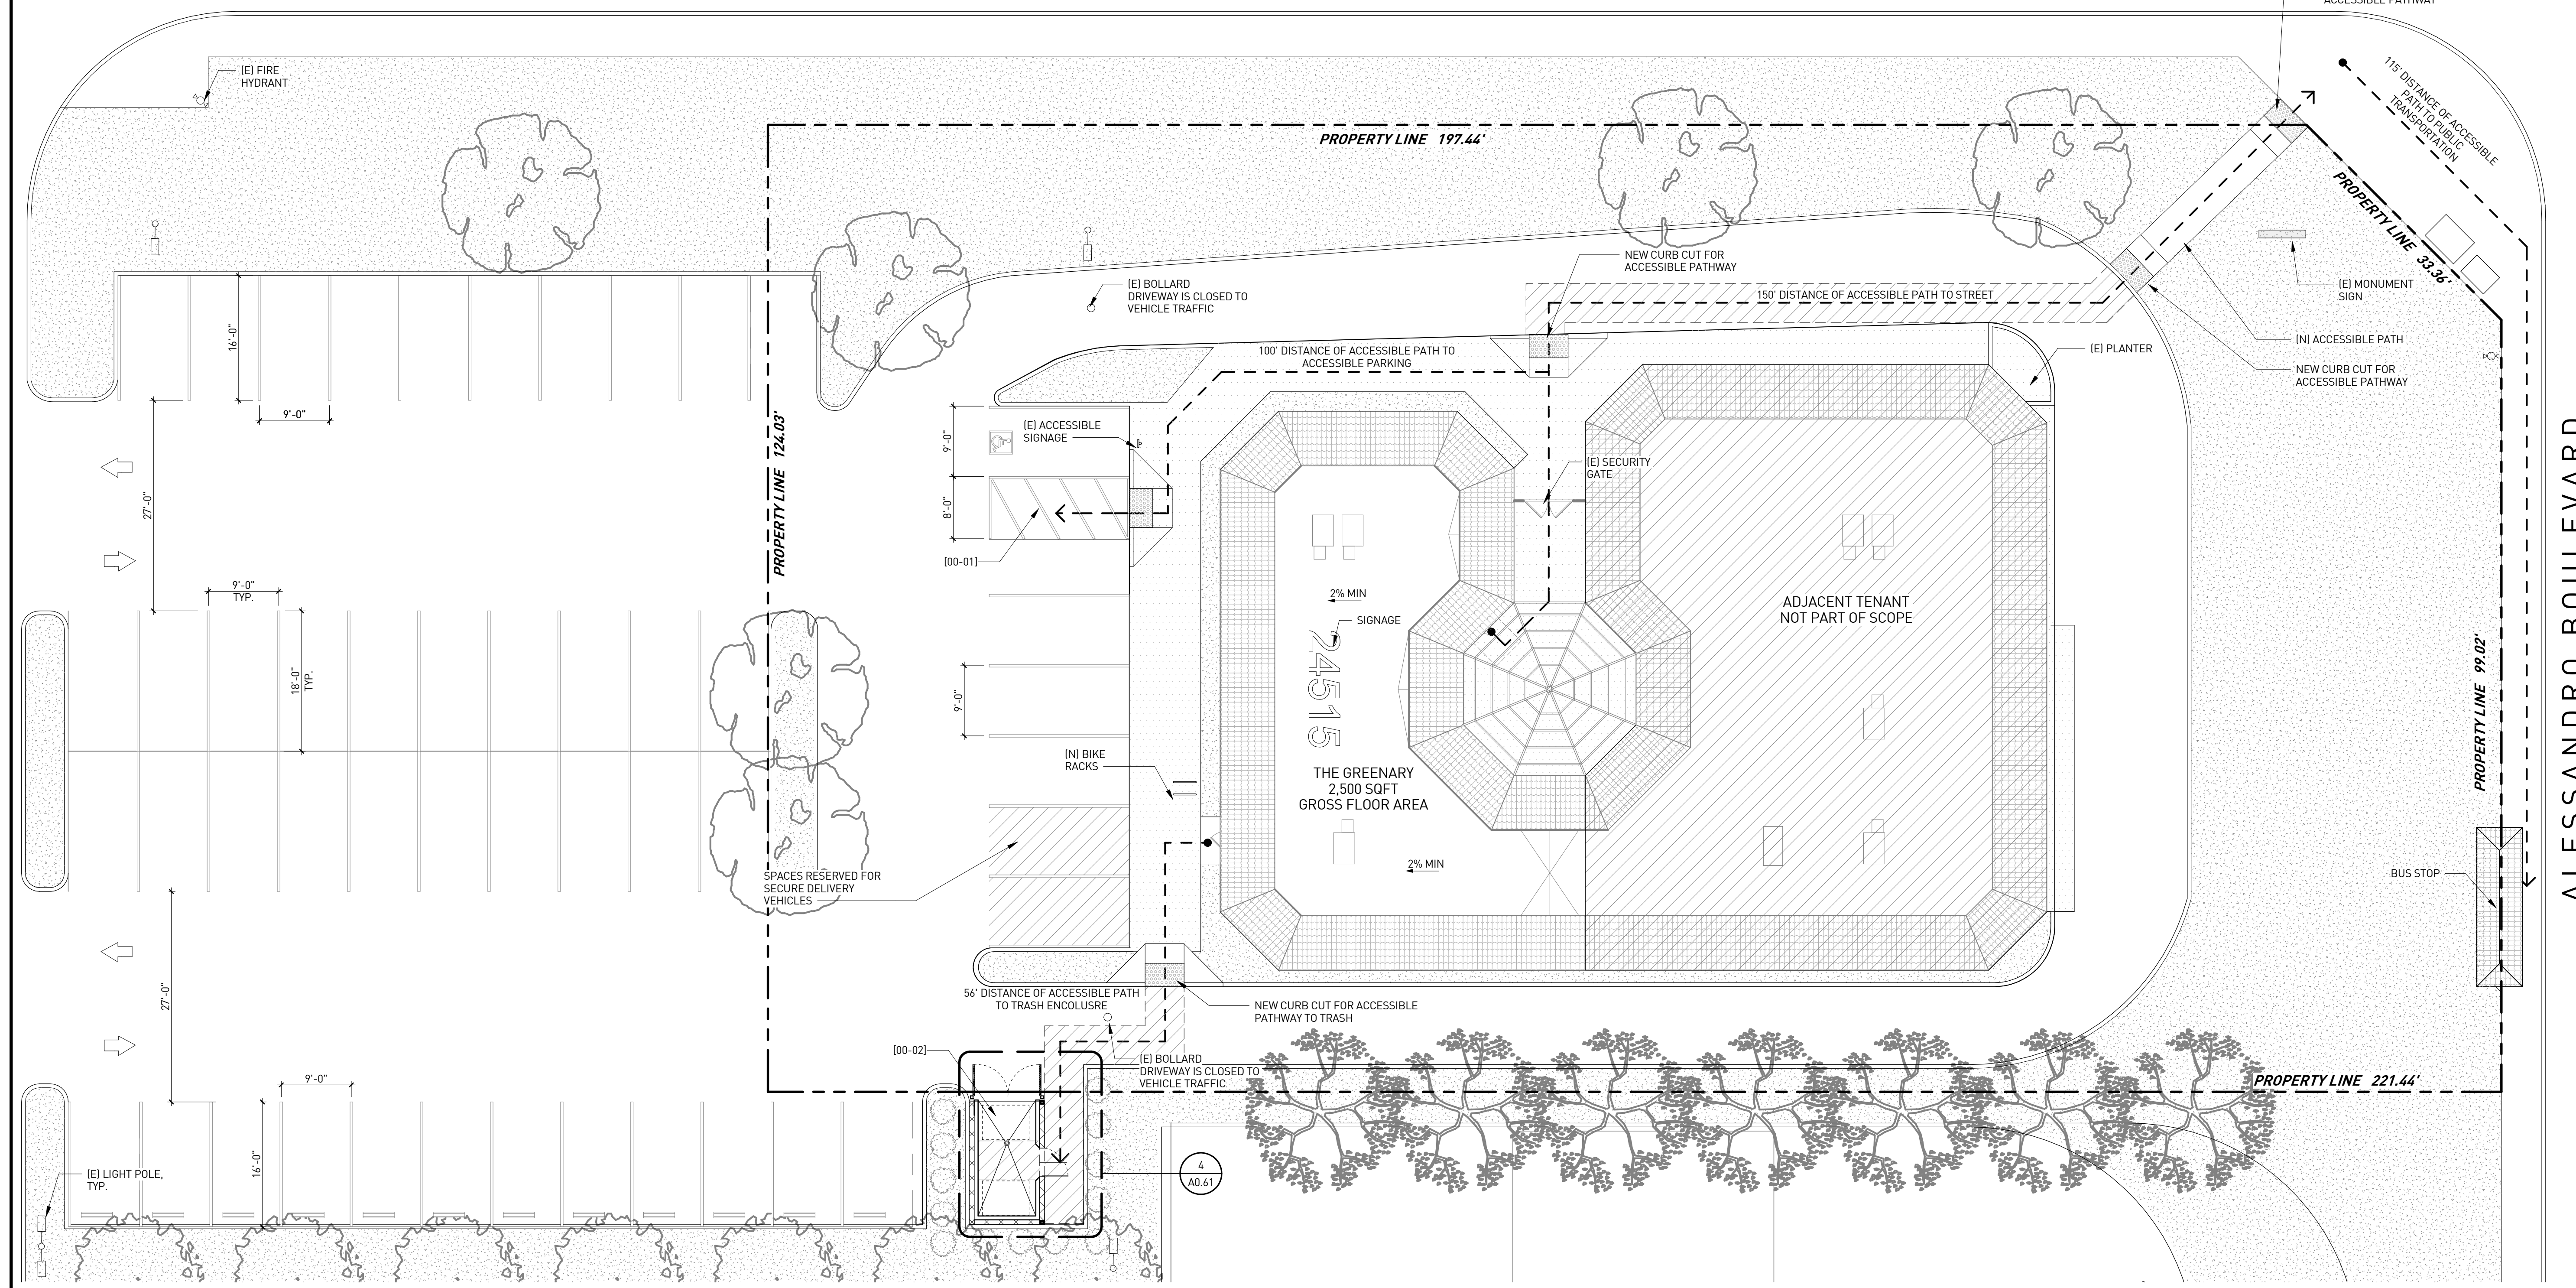 ACCESSIBLE PATHWAY
(E) FIRE
HYDRANT
115' DISTANCE OF ACCESSIBLE
PATH TO PUBLIC
TRANSPORTATION
PROPERTY LINE 197.44'
PROPERTY LINE 33.36'
NEW CURB CUT FOR
ACCESSIBLE PATHWAY
(E) BOLLARD
DRIVEWAY IS CLOSED TO
VEHICLE TRAFFIC
150' DISTANCE OF ACCESSIBLE PATH TO STREET
(E) MONUMENT
SIGN
16'-0"
(N) ACCESSIBLE PATH
100' DISTANCE OF ACCESSIBLE PATH TO
ACCESSIBLE PARKING
(E) PLANTER
NEW CURB CUT FOR
ACCESSIBLE PATHWAY
9'-0"
PROPERTY LINE 124.03'
9'-0"
(E) ACCESSIBLE
SIGNAGE
(E) SECURITY
GATE
27'-0"
8'-0"
[00-01]
9'-0"
TYP.
2% MIN
SIGNAGE
24515
ADJACENT TENANT
NOT PART OF SCOPE
18'-0"
TYP.
9'-0"
PROPERTY LINE 99.02'
ALESSANDRO BOULEVARD
(N) BIKE
RACKS
THE GREENARY
2,500 SQFT
GROSS FLOOR AREA
2% MIN
SPACES RESERVED FOR
SECURE DELIVERY
VEHICLES
BUS STOP
27'-0"
56' DISTANCE OF ACCESSIBLE PATH
TO TRASH ENCOLUSRE
NEW CURB CUT FOR ACCESSIBLE
PATHWAY TO TRASH
[00-02]
(E) BOLLARD
DRIVEWAY IS CLOSED TO
VEHICLE TRAFFIC
9'-0"
PROPERTY LINE 221.44'
16'-0"
(E) LIGHT POLE,
TYP.
4
A0.61